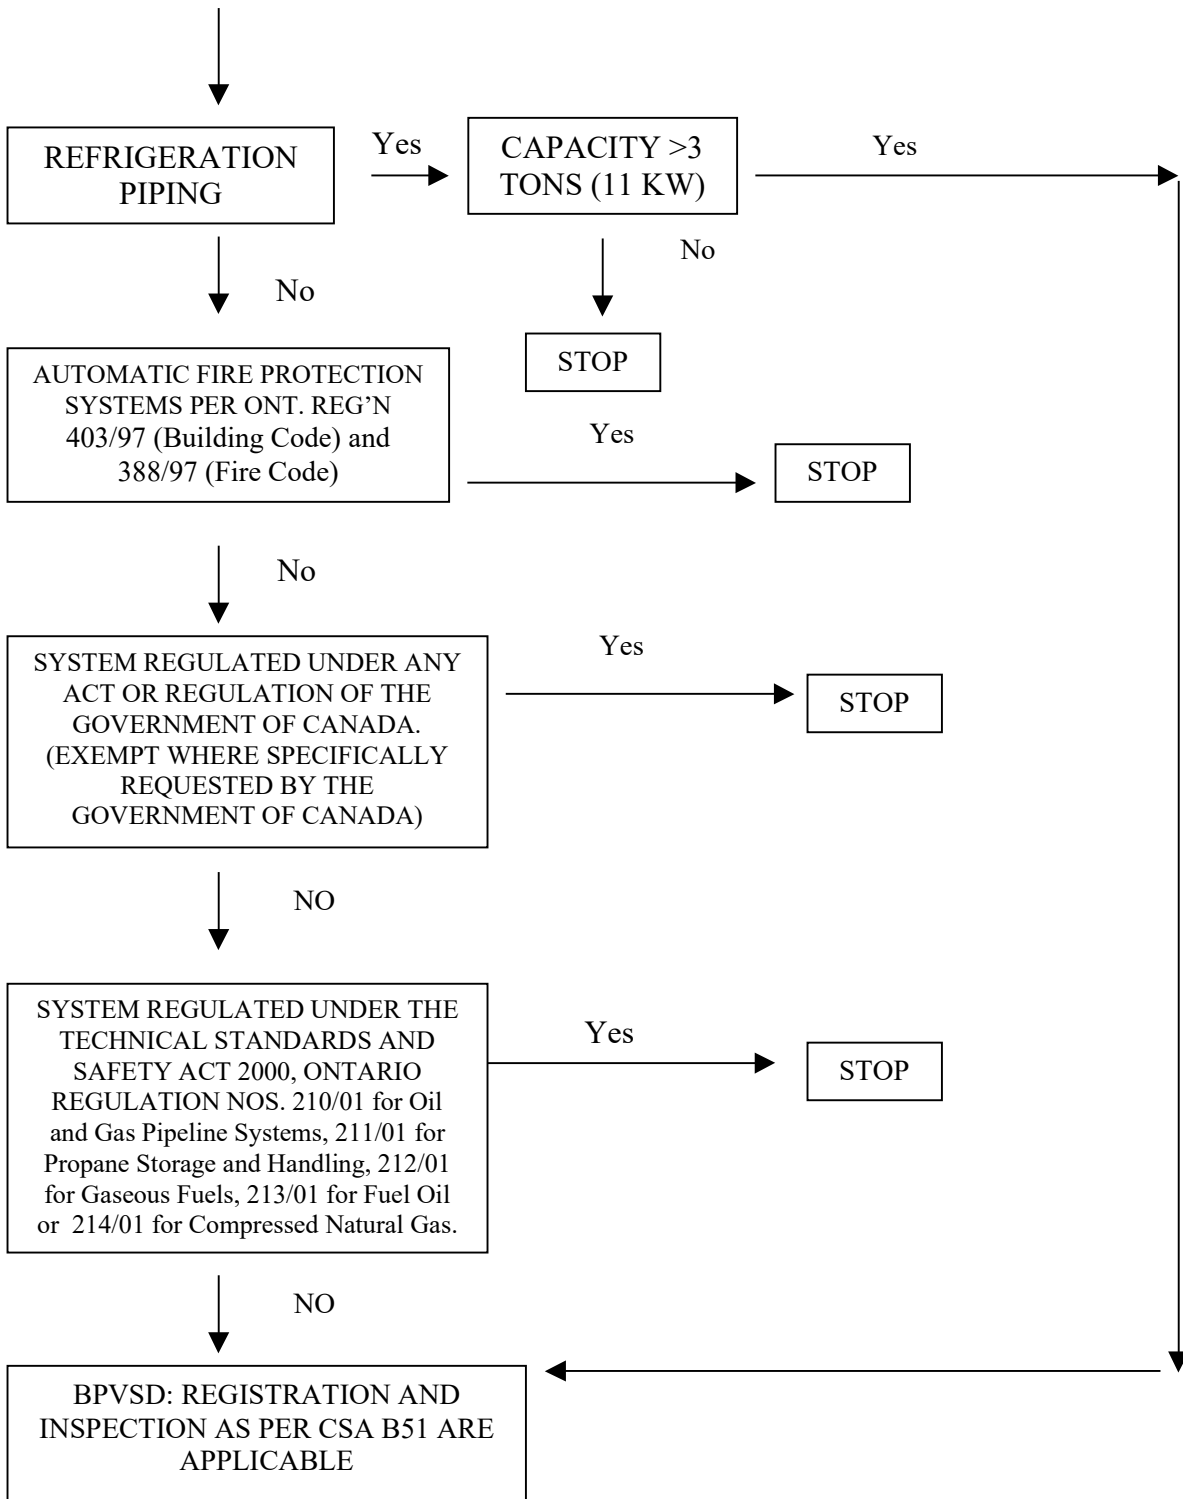 REFRIGERATION
PIPING
Yes
CAPACITY >3
TONS (11 KW)
Yes
No
No
STOP
AUTOMATIC FIRE PROTECTION
SYSTEMS PER ONT. REG’N
403/97 (Building Code) and
388/97 (Fire Code)
Yes
STOP
No
SYSTEM REGULATED UNDER ANY
ACT OR REGULATION OF THE
GOVERNMENT OF CANADA.
(EXEMPT WHERE SPECIFICALLY
REQUESTED BY THE
GOVERNMENT OF CANADA)
Yes
STOP
NO
SYSTEM REGULATED UNDER THE
TECHNICAL STANDARDS AND
SAFETY ACT 2000, ONTARIO
REGULATION NOS. 210/01 for Oil
and Gas Pipeline Systems, 211/01 for
Propane Storage and Handling, 212/01
for Gaseous Fuels, 213/01 for Fuel Oil
or 214/01 for Compressed Natural Gas.
Yes
STOP
NO
BPVSD: REGISTRATION AND
INSPECTION AS PER CSA B51 ARE
APPLICABLE